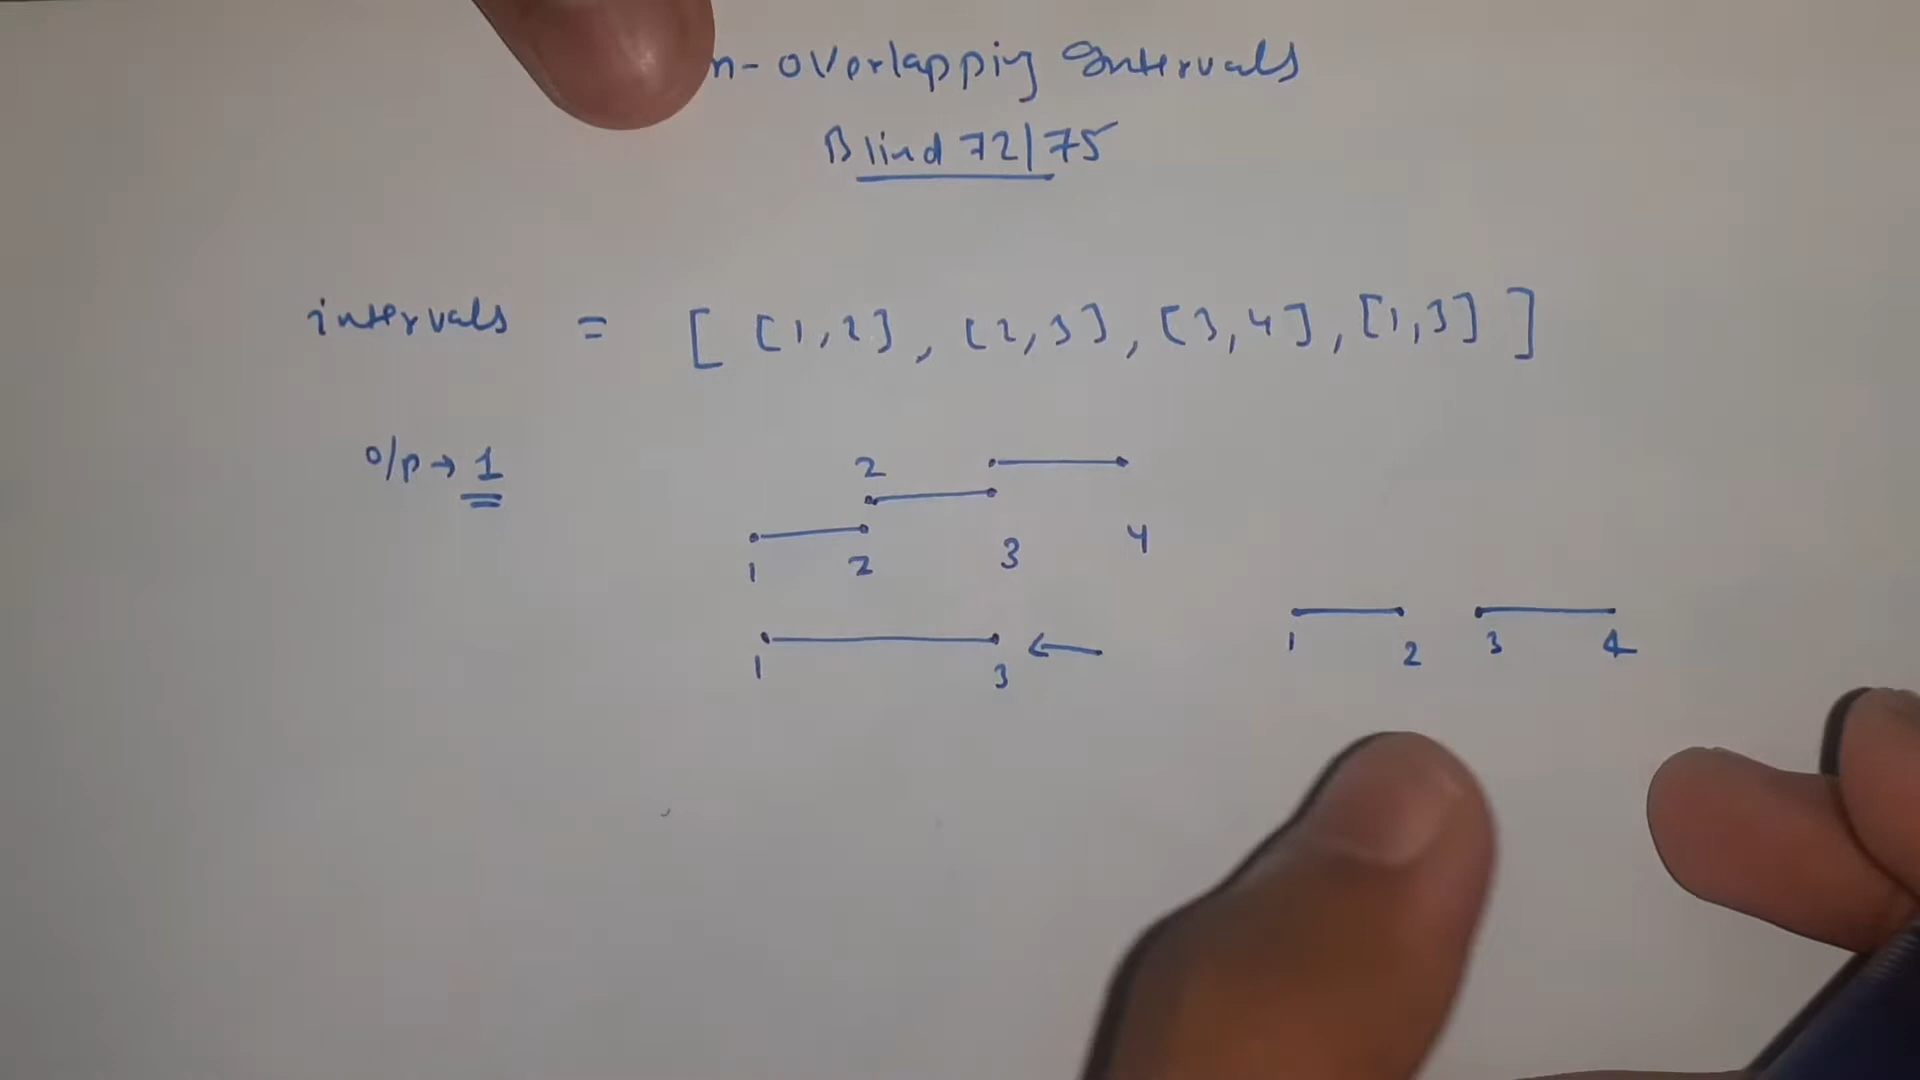 n-overlapping Intervals
Blind 72/75
intervals = [ [1,2], [2,3], [3,4], [1,3] ]
o/p → 1
2
1 2 3 4
1 2 3 4
1 3